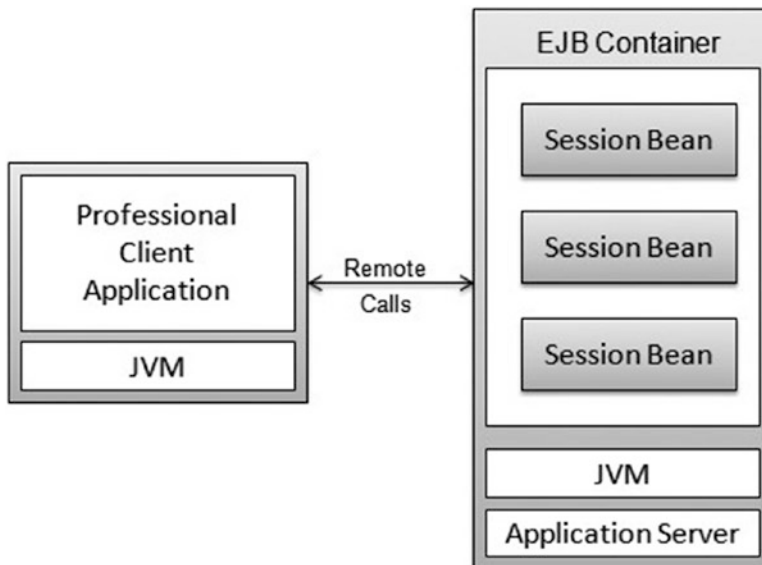 Professional
Client
Application
JVM
Remote
Calls
EJB Container
Session Bean
Session Bean
Session Bean
JVM
Application Server